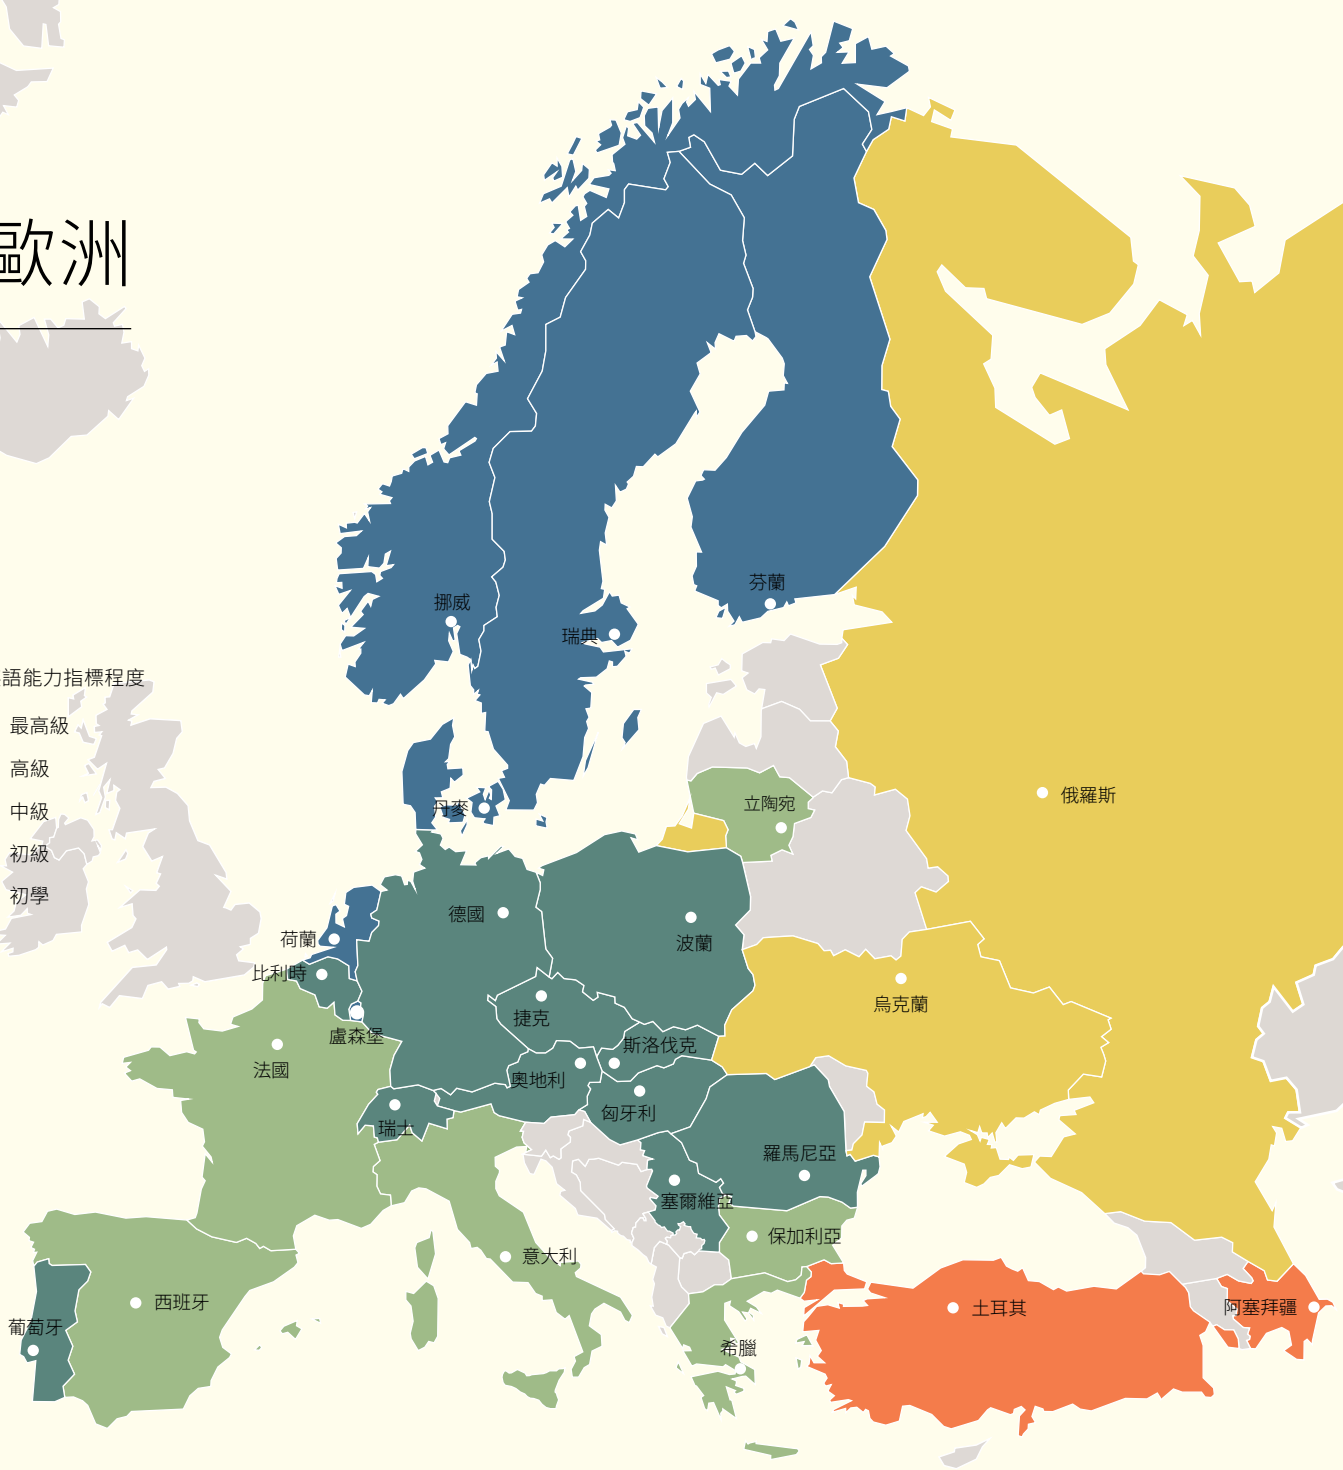 歐洲
語能力指標程度
最高級
高級
中級
初級
初學
挪威
芬蘭
瑞典
丹麥
立陶宛
俄羅斯
德國
波蘭
荷蘭
比利時
烏克蘭
捷克
盧森堡
斯洛伐克
法國
奧地利
匈牙利
瑞士
羅馬尼亞
塞爾維亞
保加利亞
意大利
西班牙
土耳其
阿塞拜疆
葡萄牙
希臘